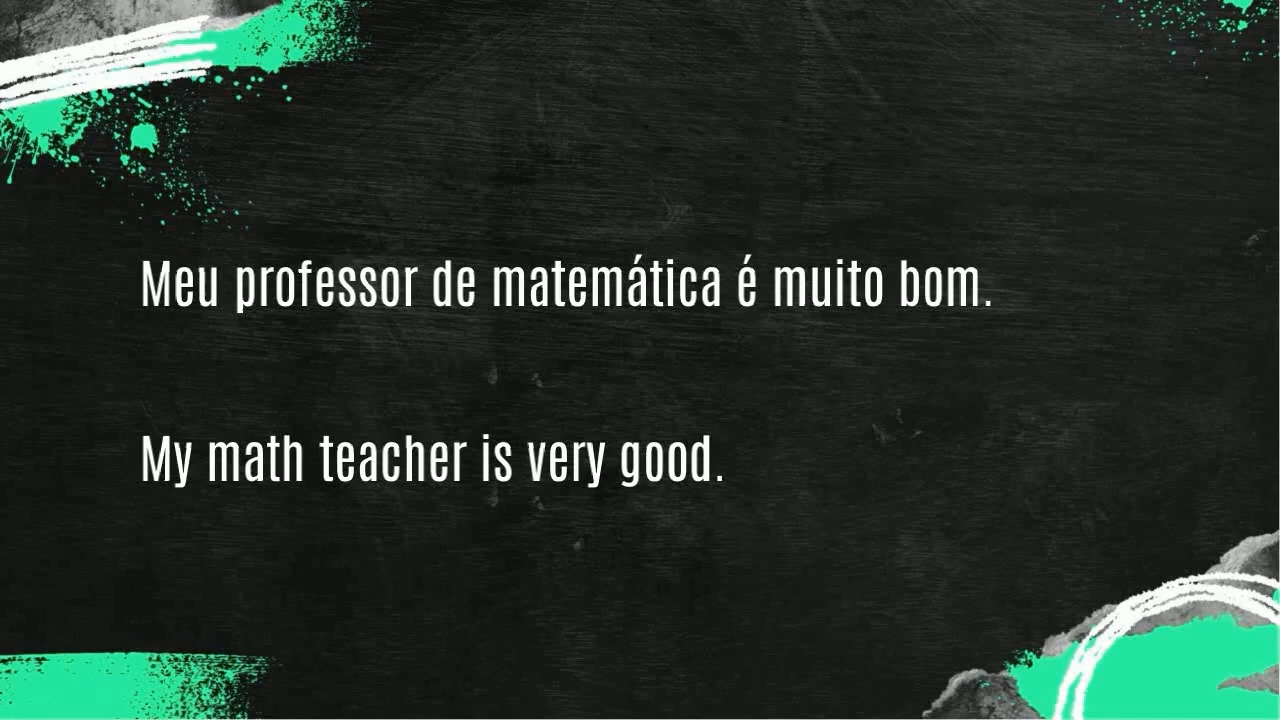 Meu professor de matemática é muito bom.
My math teacher is very good.